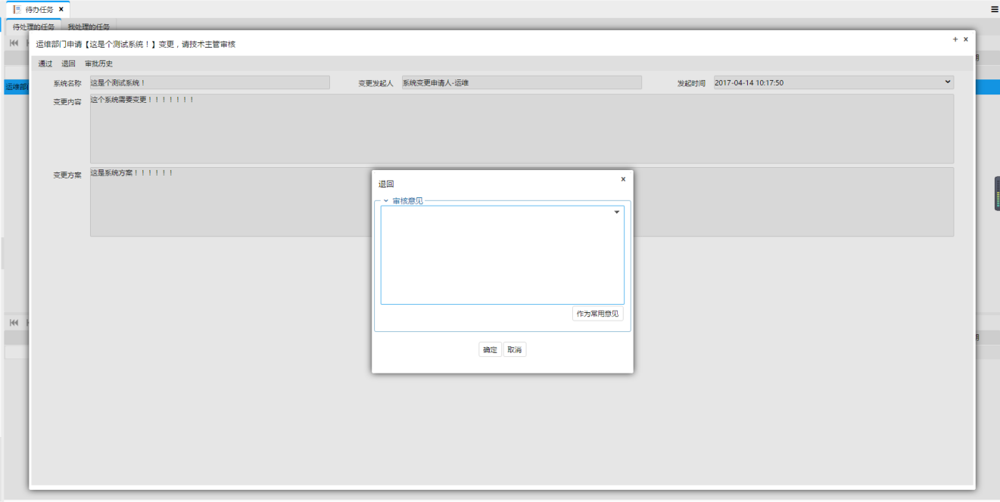 待办任务
待处理的任务 我处理的任务
运维部门申请【这是个测试系统！】变更，请技术主管审核
通过 退回 审批历史
系统名称 这是个测试系统！ 变更发起人 系统变更申请人-运维 发起时间 2017-04-14 10:17:50
运维部
变更内容 这个系统需要变更！！！！！！！
变更方案 这是系统方案！！！！！！
退回
审核意见
作为常用意见
确定 取消